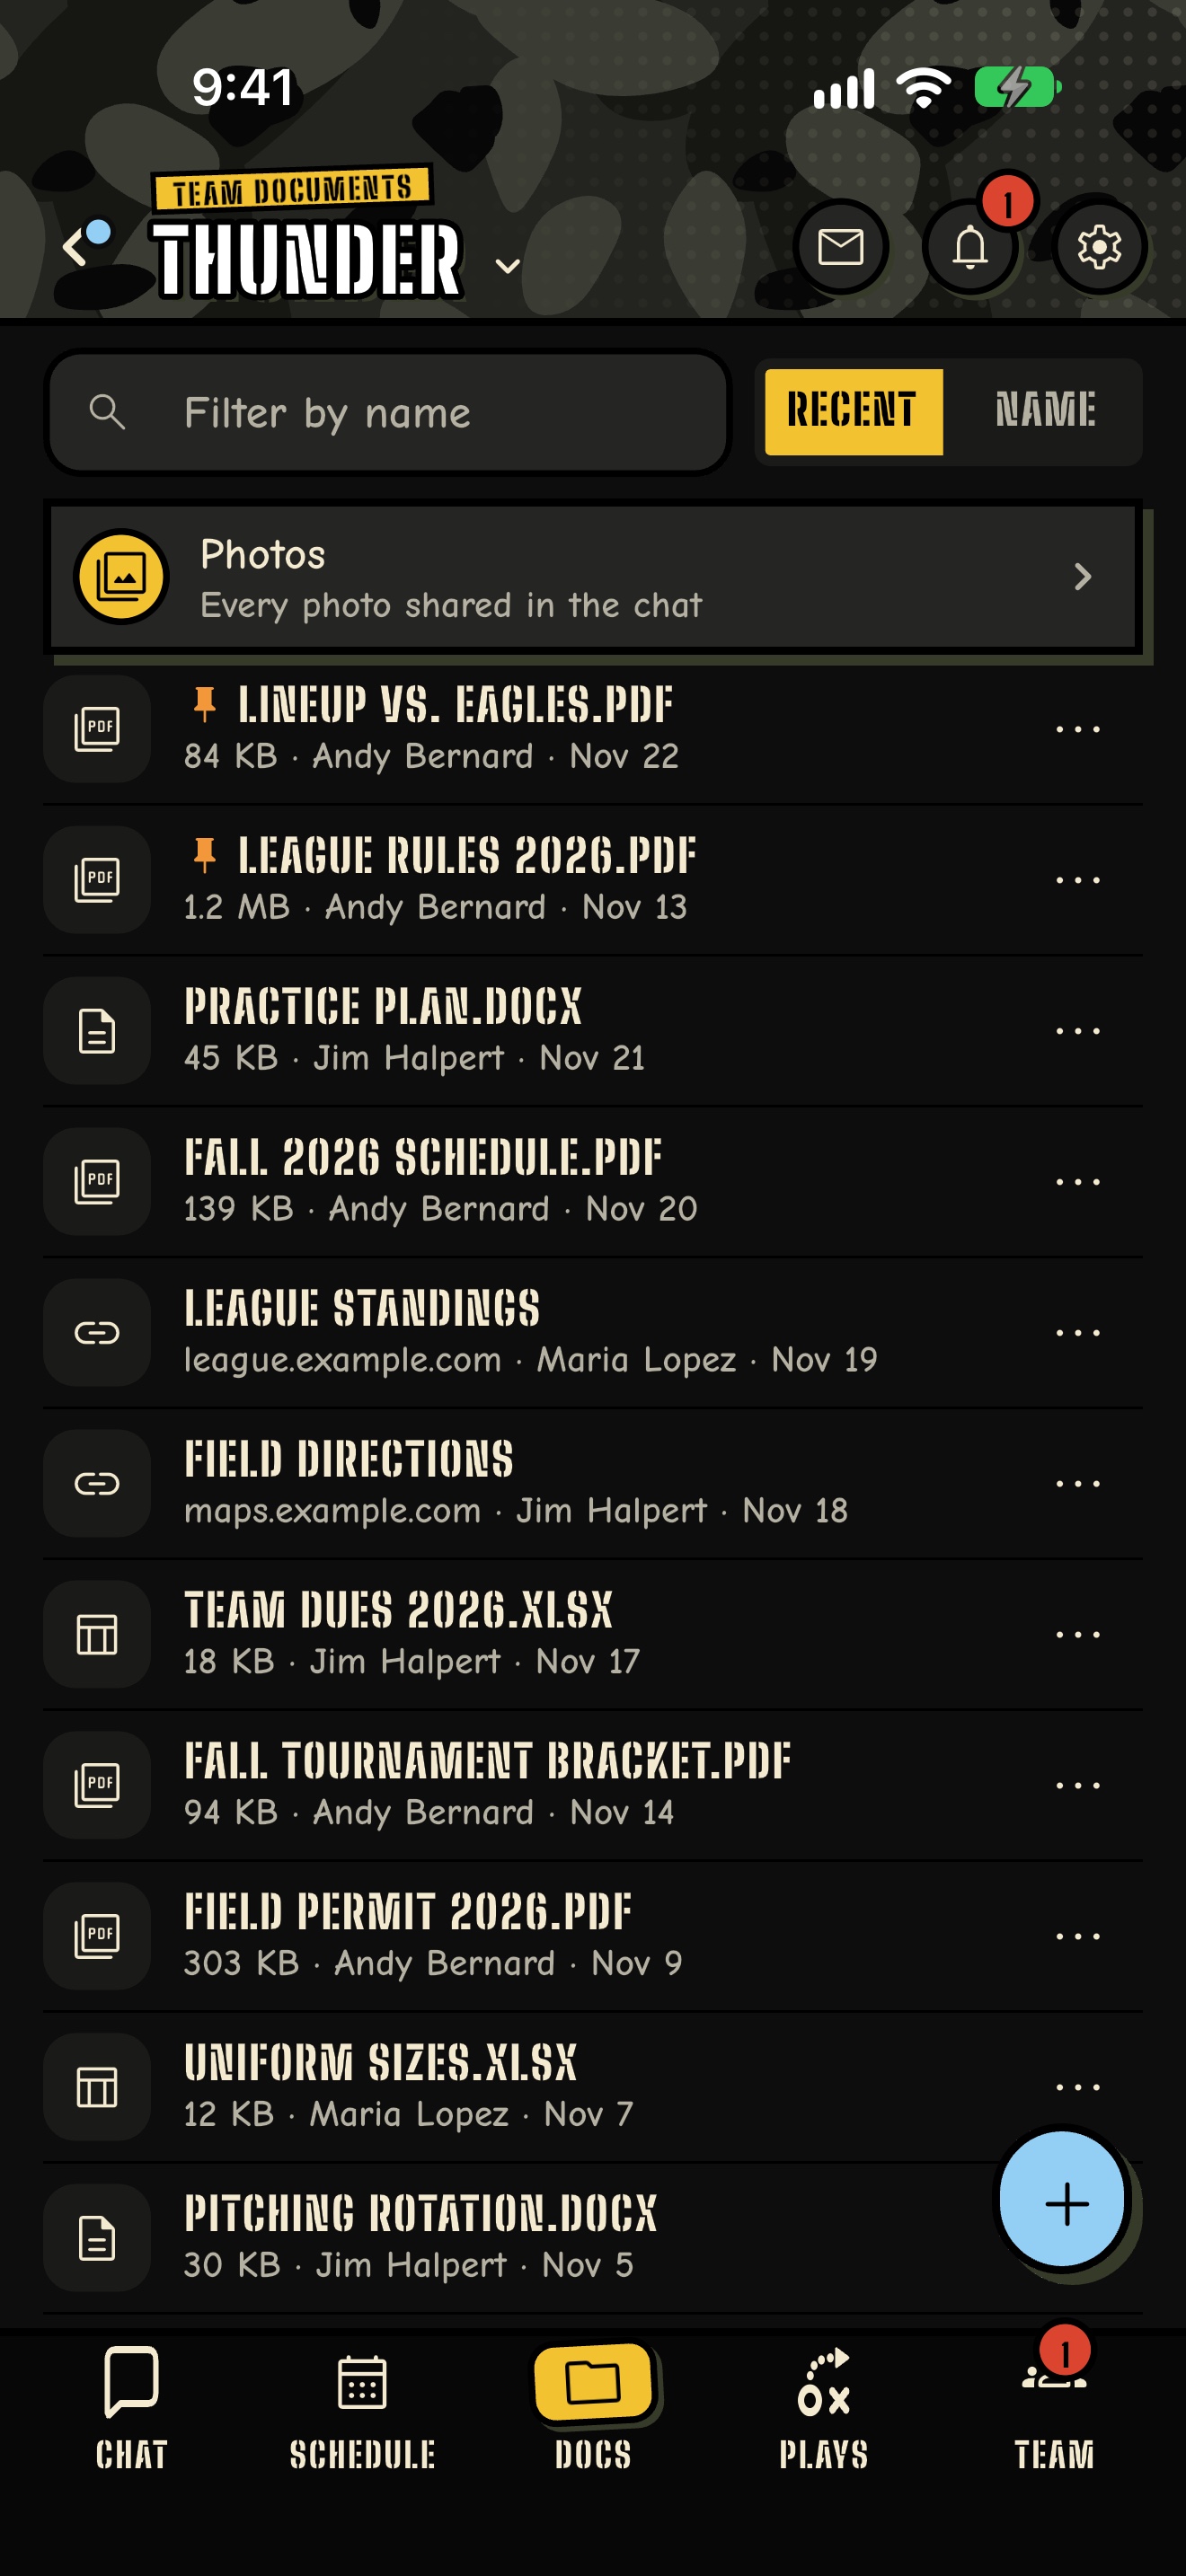 9:41
TEAM DOCUMENTS
THUNDER
1
Filter by name
RECENT
NAME
Photos
Every photo shared in the chat
LINEUP VS. EAGLES.PDF
84 KB · Andy Bernard · Nov 22
LEAGUE RULES 2026.PDF
1.2 MB · Andy Bernard · Nov 13
PRACTICE PLAN.DOCX
45 KB · Jim Halpert · Nov 21
FALL 2026 SCHEDULE.PDF
139 KB · Andy Bernard · Nov 20
LEAGUE STANDINGS
league.example.com · Maria Lopez · Nov 19
FIELD DIRECTIONS
maps.example.com · Jim Halpert · Nov 18
TEAM DUES 2026.XLSX
18 KB · Jim Halpert · Nov 17
FALL TOURNAMENT BRACKET.PDF
94 KB · Andy Bernard · Nov 14
FIELD PERMIT 2026.PDF
303 KB · Andy Bernard · Nov 9
UNIFORM SIZES.XLSX
12 KB · Maria Lopez · Nov 7
PITCHING ROTATION.DOCX
30 KB · Jim Halpert · Nov 5
1
CHAT
SCHEDULE
DOCS
PLAYS
TEAM